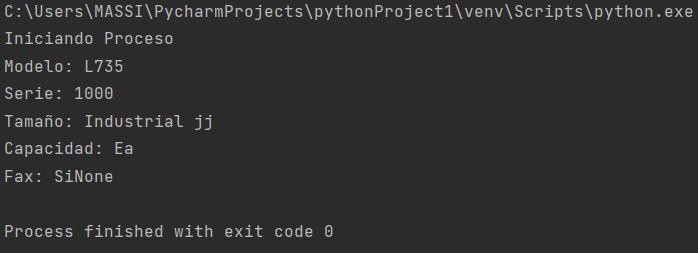 C:\Users\MASSI\PycharmProjects\pythonProject1\venv\Scripts\python.exe
Iniciando Proceso
Modelo: L735
Serie: 1000
Tamaño: Industrial jj
Capacidad: Ea
Fax: SiNone
Process finished with exit code 0